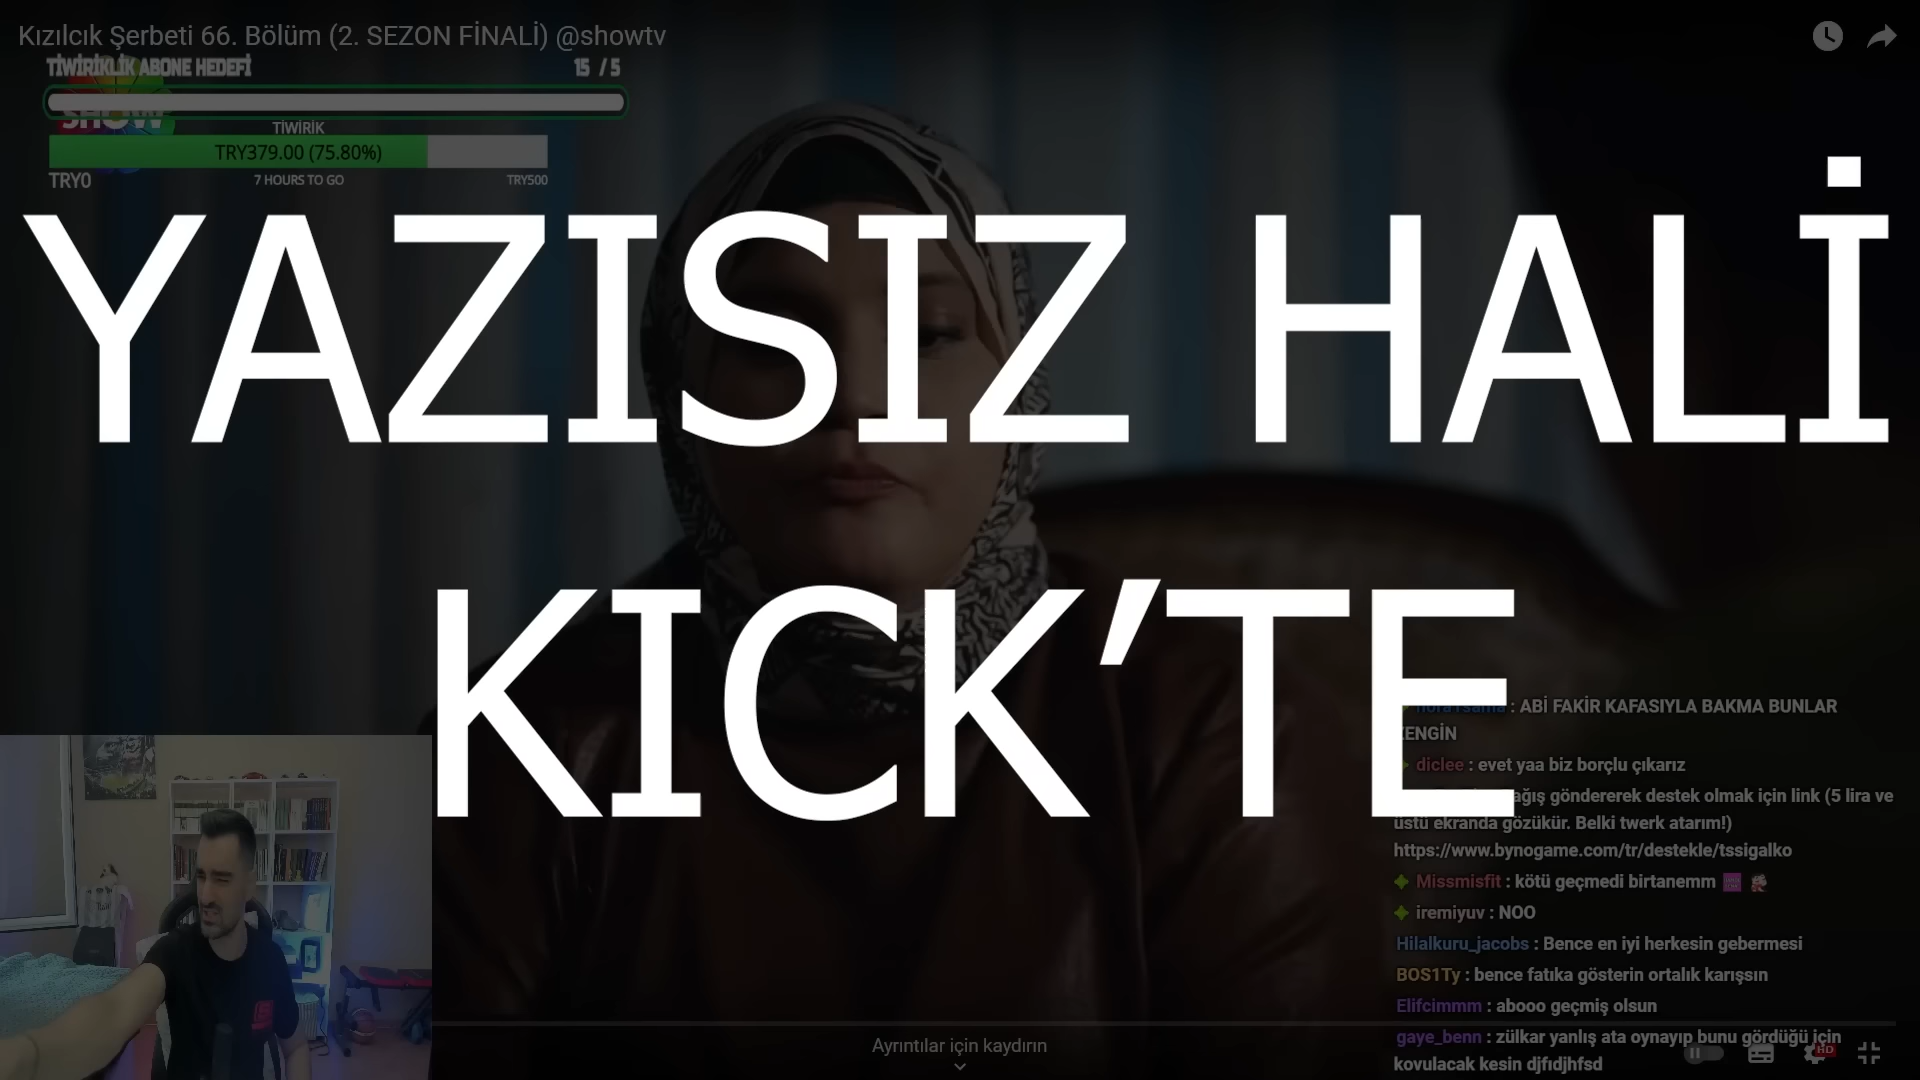 Kızılcık Şerbeti 66. Bölüm (2. SEZON FİNALİ) @showtv
TİWİRİKLİK ABONE HEDEFİ 15 / 5
SHOW
TİWİRİK
TRY379.00 (75.80%)
TRY0 7 HOURS TO GO TRY500
YAZISIZ HALİ
KICK’TE
: ABİ FAKİR KAFASIYLA BAKMA BUNLAR
ZENGİN
diclee : evet yaa biz borçlu çıkarız
göndererek destek olmak için link (5 lira ve
üstü ekranda gözükür. Belki twerk atarım!)
https://www.bynogame.com/tr/destekle/tssigalko
Missmisfit : kötü geçmedi birtanemm
iremiyuv : NOO
Hilalkuru_jacobs : Bence en iyi herkesin gebermesi
BOS1Ty : bence fatıka gösterin ortalık karışsın
Elifcimmm : abooo geçmiş olsun
gaye_benn : zülkar yanlış ata oynayıp bunu gördüğü için
kovulacak kesin djfıdjhfsd
Ayrıntılar için kaydırın
HD